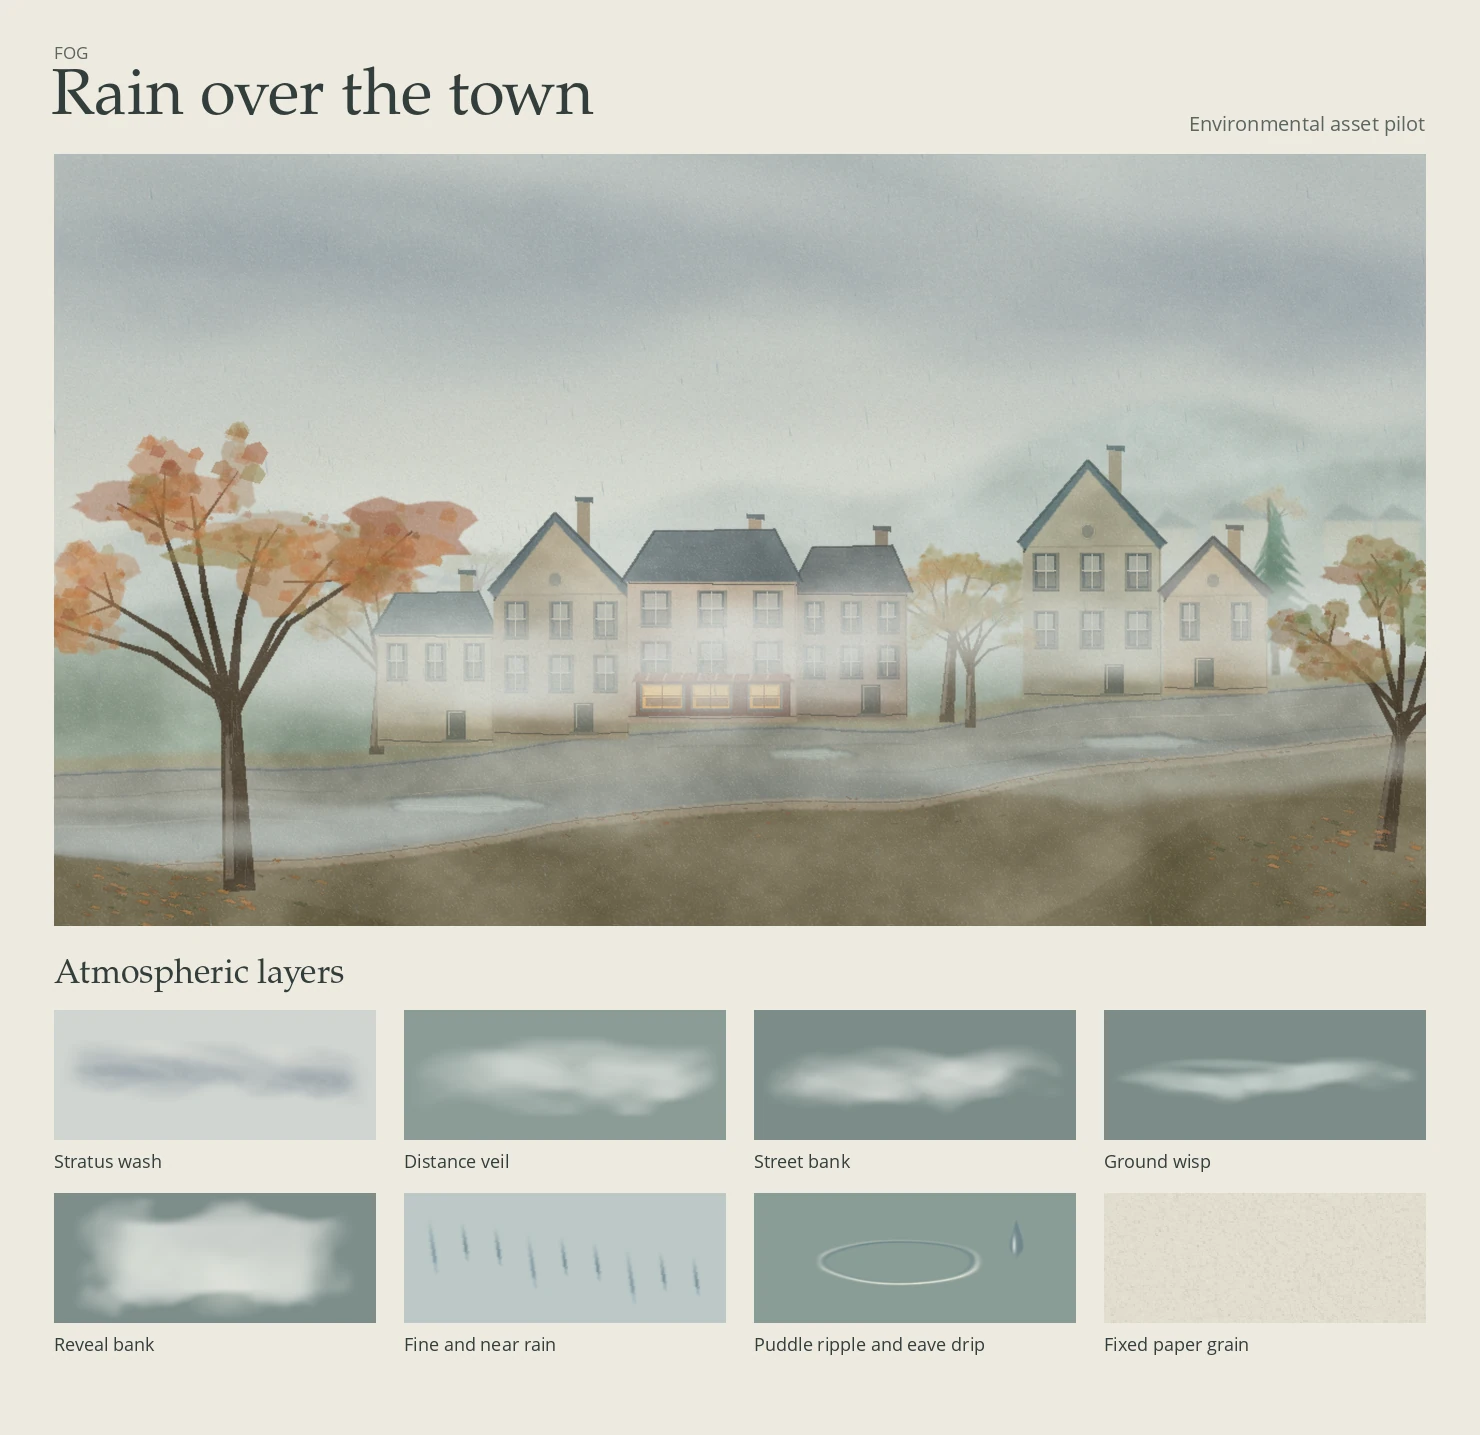 FOG
Rain over the town
Environmental asset pilot
Atmospheric layers
Stratus wash
Distance veil
Street bank
Ground wisp
Reveal bank
Fine and near rain
Puddle ripple and eave drip
Fixed paper grain